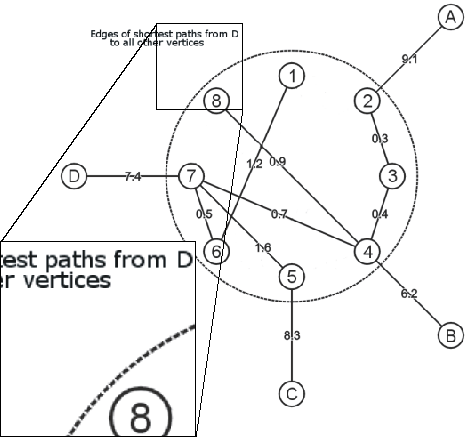 Edges of shortest paths from D
to all other vertices
A
9.1
1
8
2
0.3
1.2
0.9
D
7.4
7
3
0.5
0.7
0.4
6
1.6
4
5
6.2
8.3
B
C
test paths from D
er vertices
8